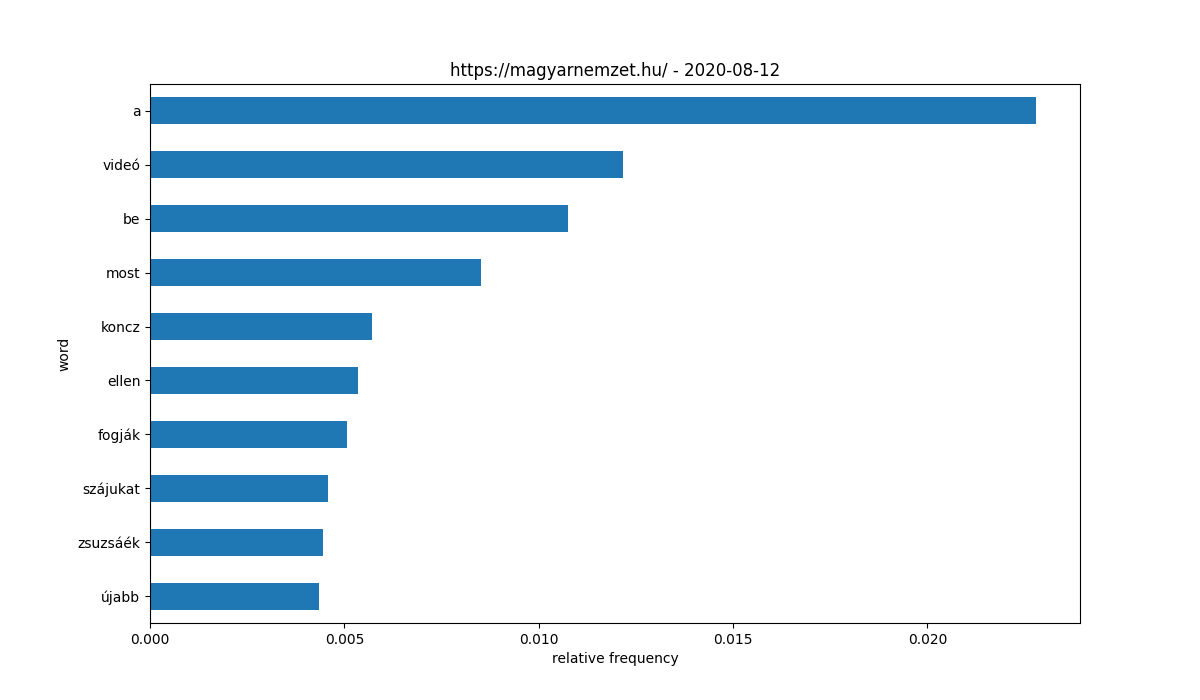 https://magyarnemzet.hu/ - 2020-08-12
a
videó
be
most
koncz
ellen
fogják
szájukat
zsuzsáék
újabb
word
0.000 0.005 0.010 0.015 0.020
relative frequency